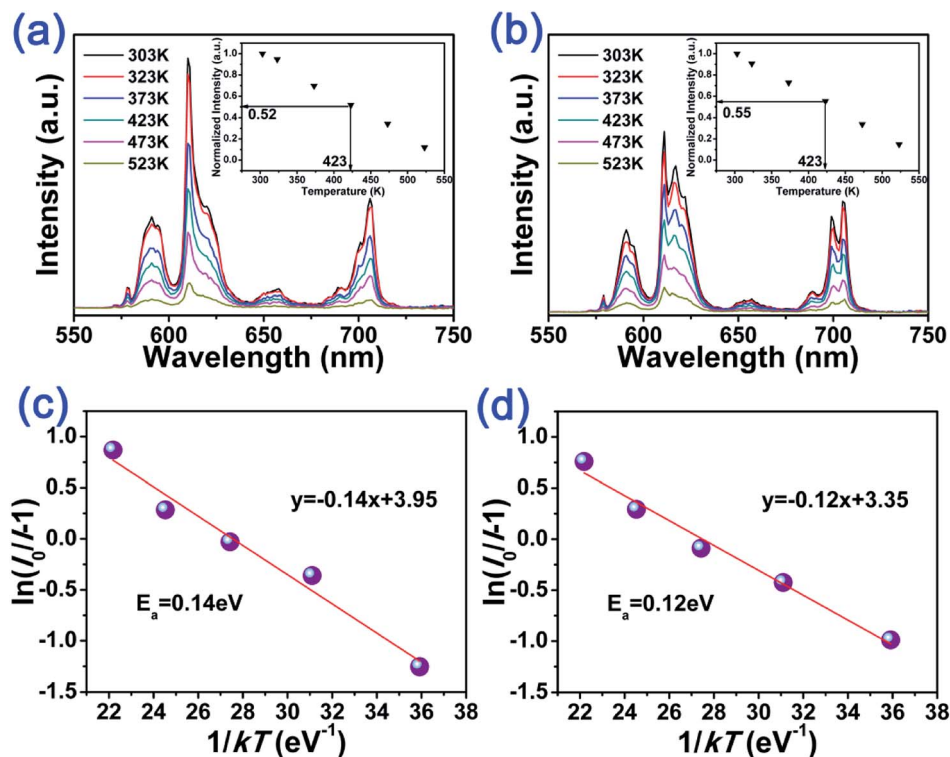 (a)
303K
323K
373K
423K
473K
523K
Intensity (a.u.)
Wavelength (nm)
550 600 650 700 750
Normalized Intensity (a.u.)
1.0
0.8
0.6
0.4
0.2
0.0
0.52
423
300 350 400 450 500 550
Temperature (K)
(b)
303K
323K
373K
423K
473K
523K
Intensity (a.u.)
Wavelength (nm)
550 600 650 700 750
Normalized Intensity (a.u.)
1.0
0.8
0.6
0.4
0.2
0.0
0.55
423
300 350 400 450 500 550
Temperature (K)
(c)
ln(I0/I-1)
1.0
0.5
0.0
-0.5
-1.0
-1.5
y=-0.14x+3.95
Ea=0.14eV
22 24 26 28 30 32 34 36 38
1/kT (eV-1)
(d)
ln(I0/I-1)
1.0
0.5
0.0
-0.5
-1.0
-1.5
y=-0.12x+3.35
Ea=0.12eV
22 24 26 28 30 32 34 36 38
1/kT (eV-1)